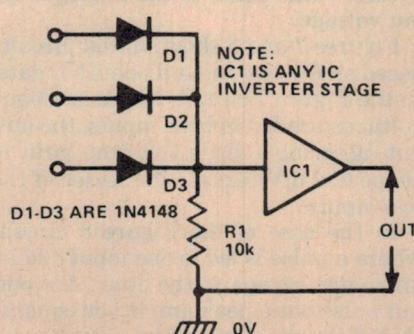 D1
NOTE:
IC1 IS ANY IC
INVERTER STAGE
D2
IC1
D3
D1-D3 ARE 1N4148
R1
10k
OUT
0V